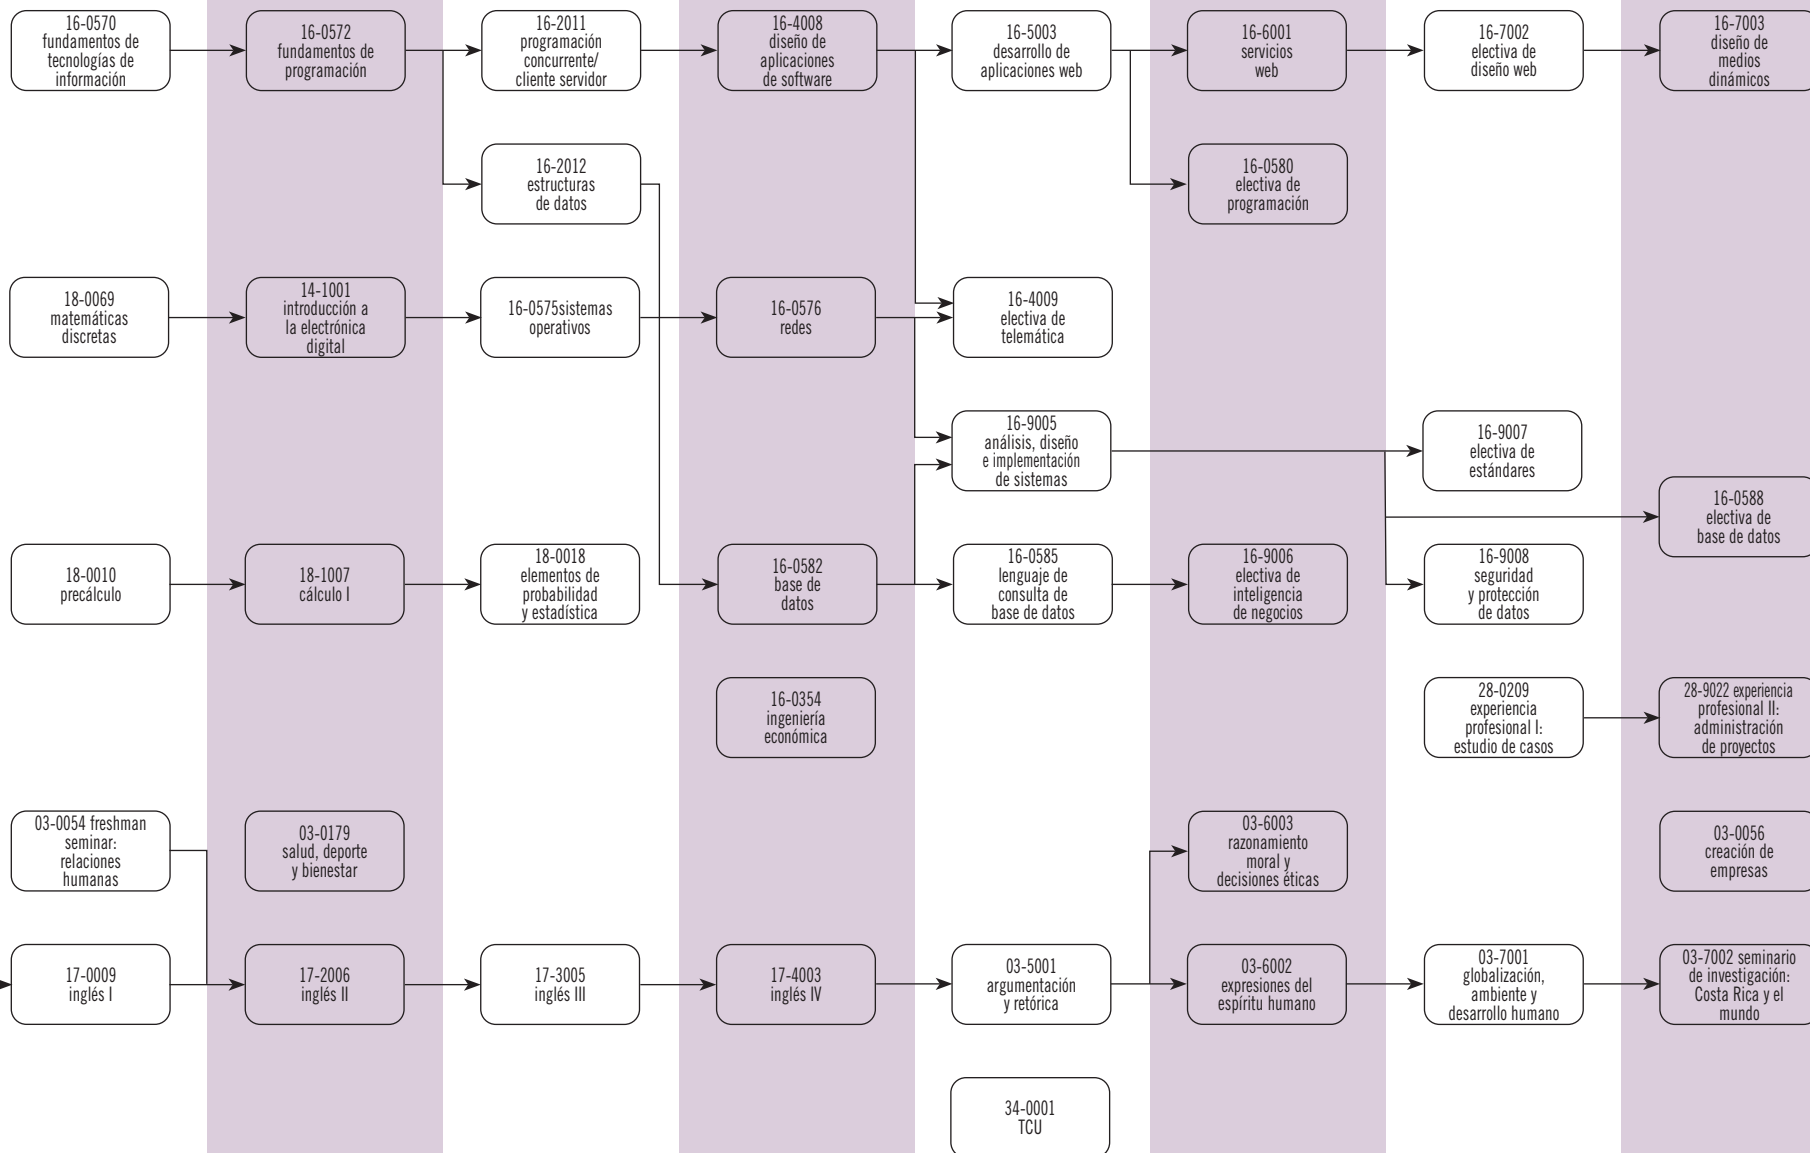 16-0570
fundamentos de
tecnologías de
información
16-0572
fundamentos de
programación
16-2011
programación
concurrente/
cliente servidor
16-4008
diseño de
aplicaciones
de software
16-5003
desarrollo de
aplicaciones web
16-6001
servicios
web
16-7002
electiva de
diseño web
16-7003
diseño de
medios
dinámicos
16-2012
estructuras
de datos
16-0580
electiva de
programación
18-0069
matemáticas
discretas
14-1001
introducción a
la electrónica
digital
16-0575sistemas
operativos
16-0576
redes
16-4009
electiva de
telemática
16-9005
análisis, diseño
e implementación
de sistemas
16-9007
electiva de
estándares
16-0588
electiva de
base de datos
18-0010
precálculo
18-1007
cálculo I
18-0018
elementos de
probabilidad
y estadística
16-0582
base de
datos
16-0585
lenguaje de
consulta de
base de datos
16-9006
electiva de
inteligencia
de negocios
16-9008
seguridad
y protección
de datos
16-0354
ingeniería
económica
28-0209
experiencia
profesional I:
estudio de casos
28-9022 experiencia
profesional II:
administración
de proyectos
03-0054 freshman
seminar:
relaciones
humanas
03-0179
salud, deporte
y bienestar
03-6003
razonamiento
moral y
decisiones éticas
03-0056
creación de
empresas
17-0009
inglés I
17-2006
inglés II
17-3005
inglés III
17-4003
inglés IV
03-5001
argumentación
y retórica
03-6002
expresiones del
espíritu humano
03-7001
globalización,
ambiente y
desarrollo humano
03-7002 seminario
de investigación:
Costa Rica y el
mundo
34-0001
TCU